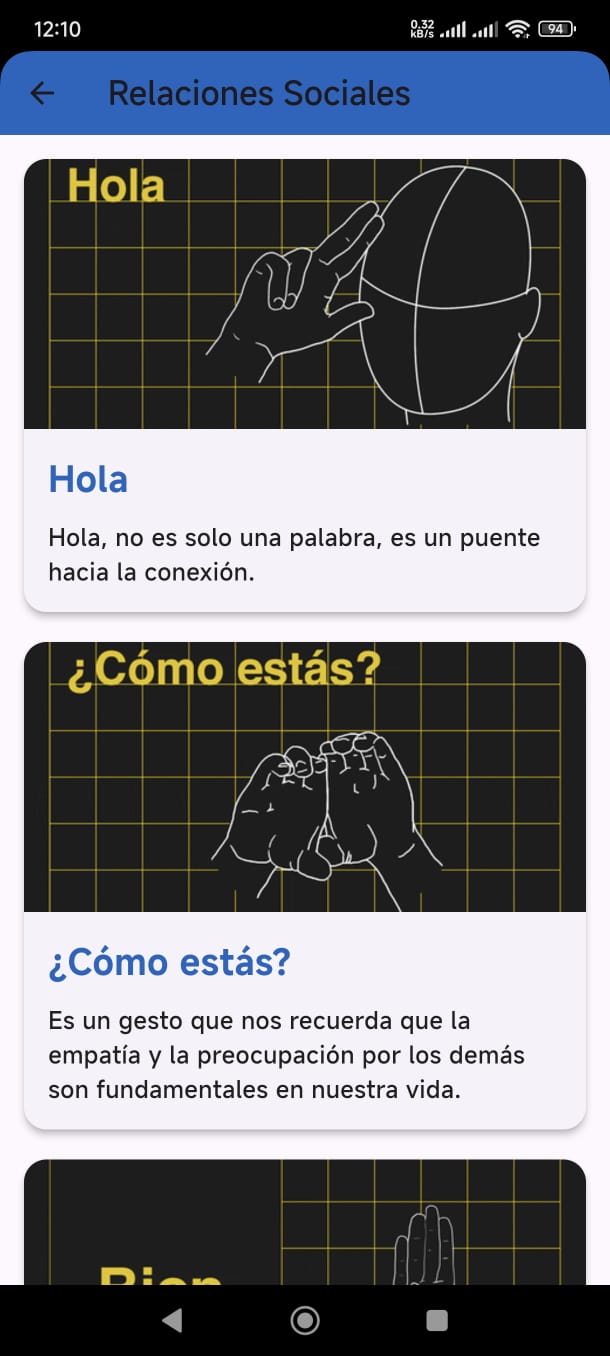 12:10
0.32
kB/s
94
Relaciones Sociales
Hola
Hola
Hola, no es solo una palabra, es un puente
hacia la conexión.
¿Cómo estás?
¿Cómo estás?
Es un gesto que nos recuerda que la
empatía y la preocupación por los demás
son fundamentales en nuestra vida.
Bien